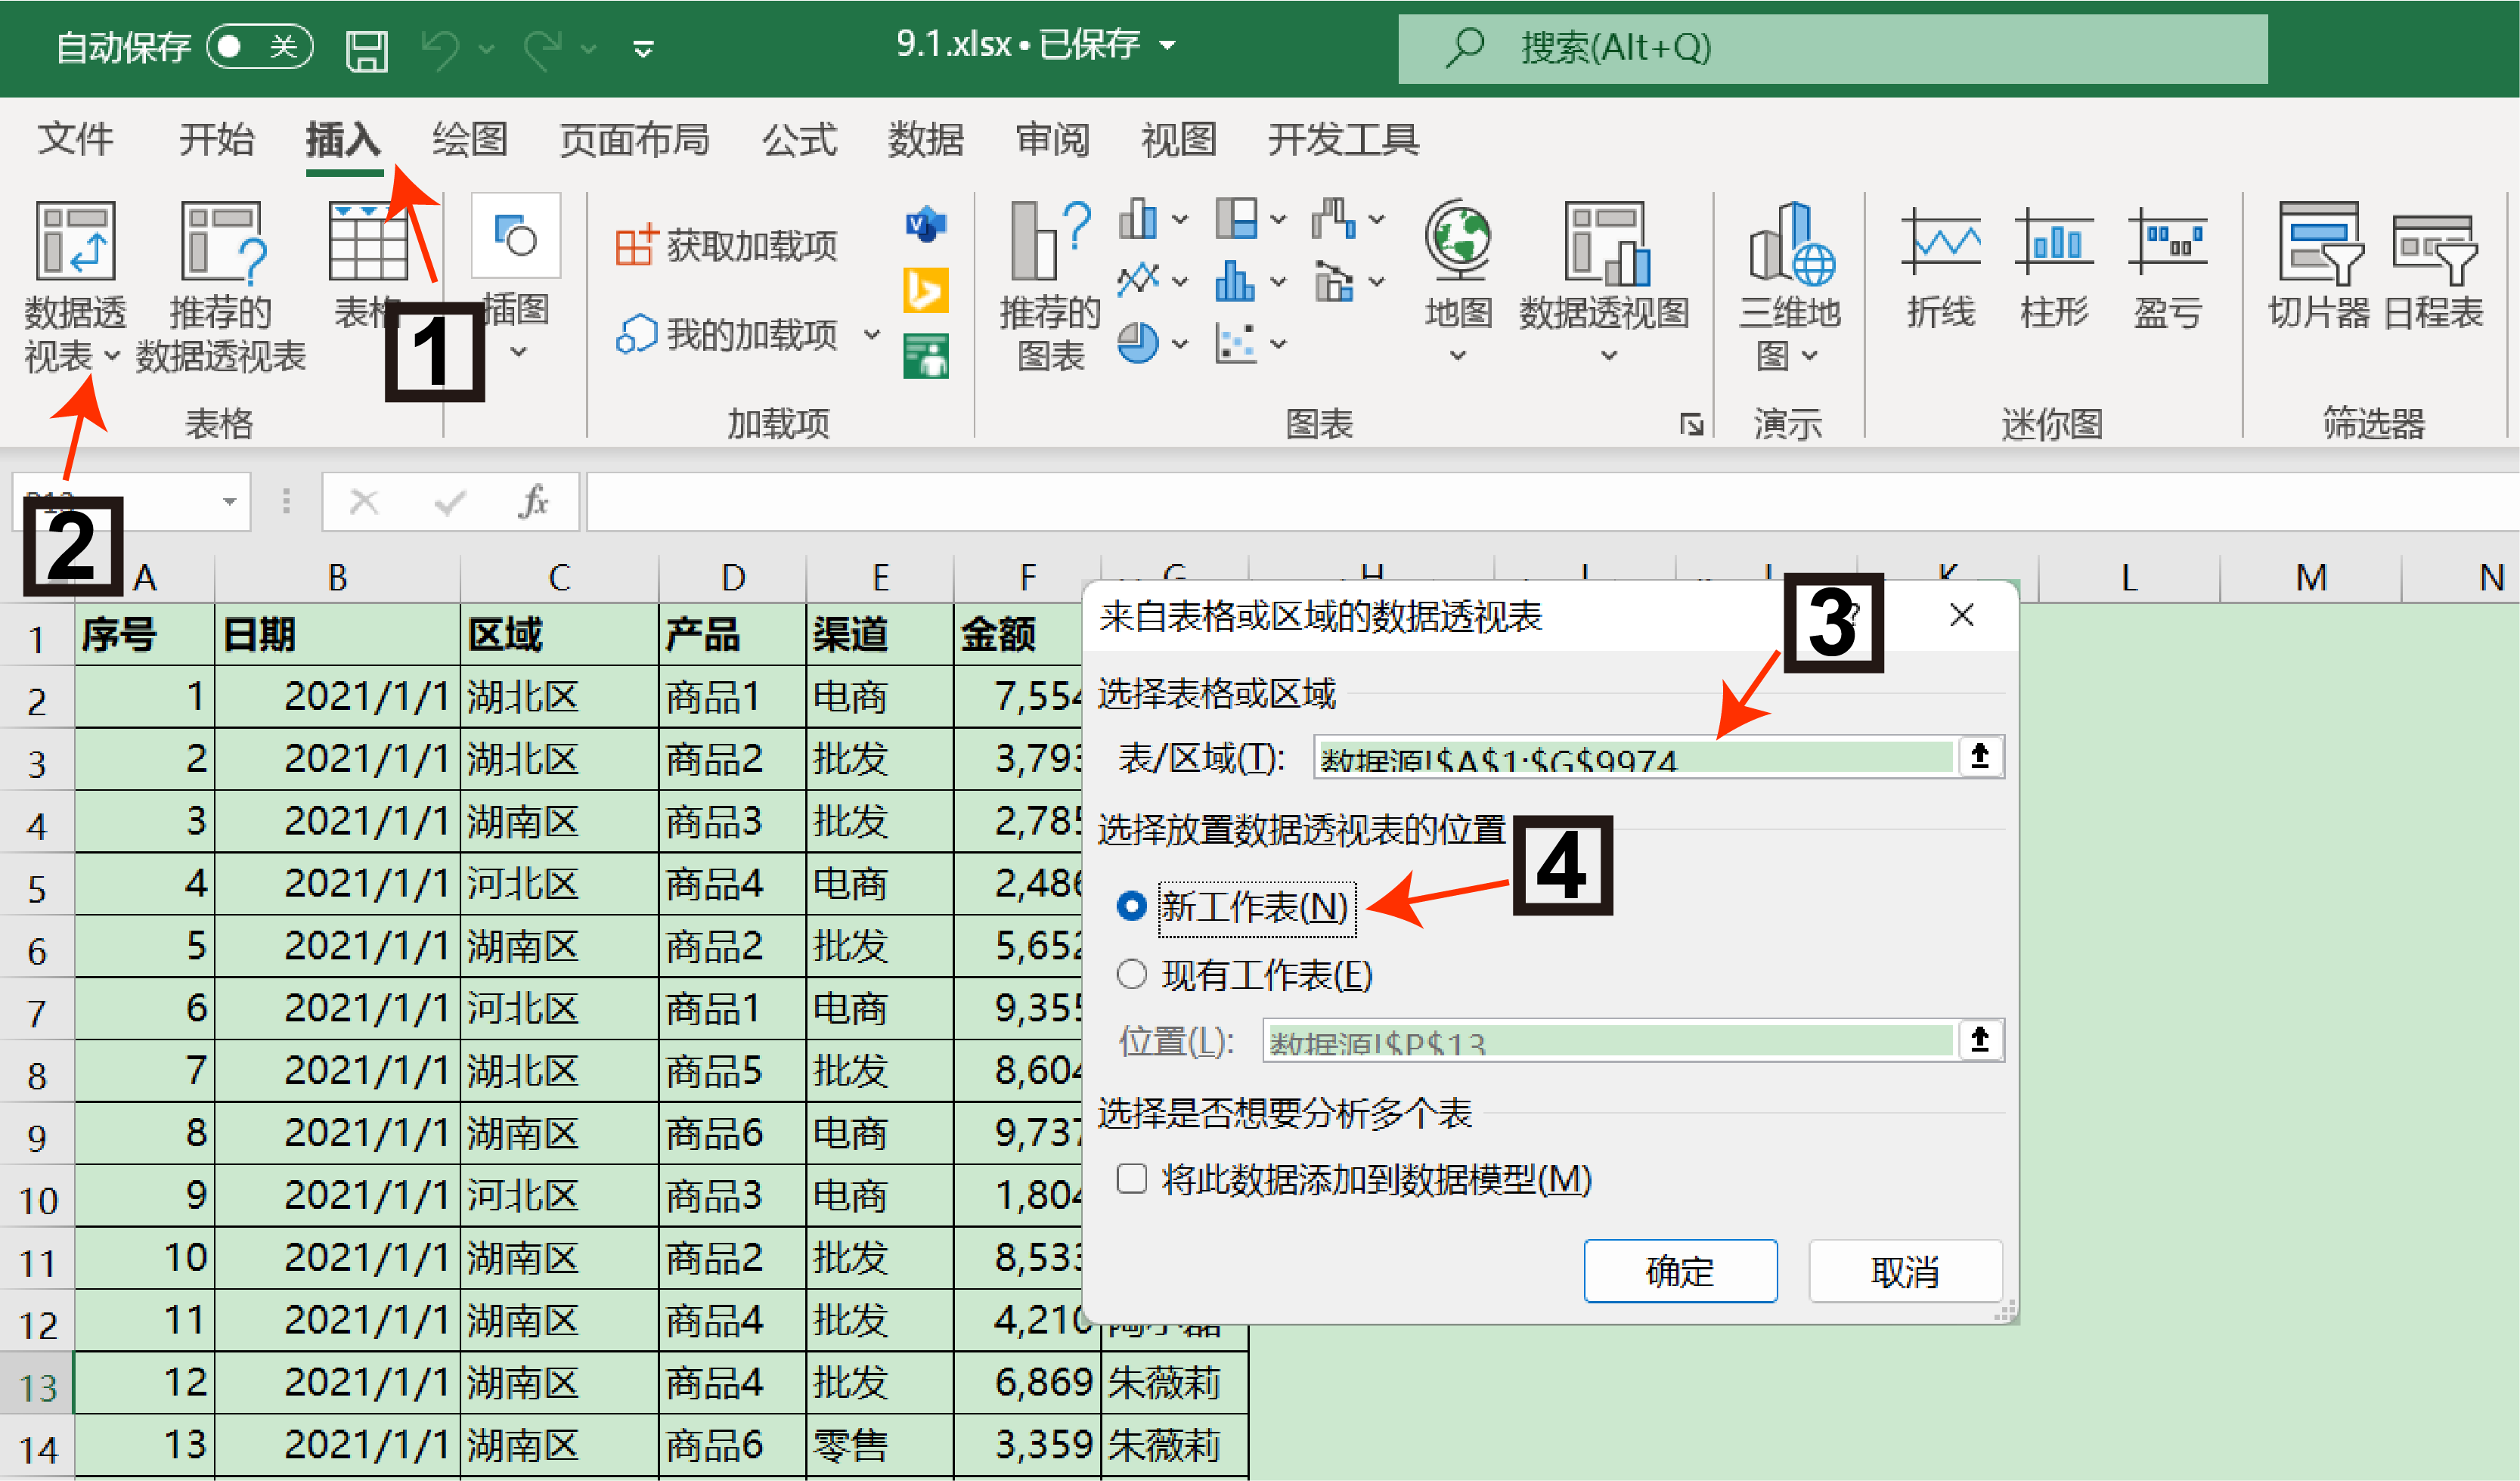 自动保存 关 9.1.xlsx • 已保存 搜索(Alt+Q)
文件 开始 插入 绘图 页面布局 公式 数据 审阅 视图 开发工具
数据透视表 推荐的数据透视表 表格 插图 获取加载项 我的加载项 推荐的图表 地图 数据透视图 三维地图 折线 柱形 盈亏 切片器 日程表
表格 加载项 图表 演示 迷你图 筛选器
1
2
fx
A B C D E F G H I J K L M N
1 序号 日期 区域 产品 渠道 金额
2 1 2021/1/1 湖北区 商品1 电商 7,554
3 2 2021/1/1 湖北区 商品2 批发 3,793
4 3 2021/1/1 湖南区 商品3 批发 2,785
5 4 2021/1/1 河北区 商品4 电商 2,486
6 5 2021/1/1 湖南区 商品2 批发 5,652
7 6 2021/1/1 河北区 商品1 电商 9,355
8 7 2021/1/1 湖北区 商品5 批发 8,604
9 8 2021/1/1 湖南区 商品6 电商 9,737
10 9 2021/1/1 河北区 商品3 电商 1,804
11 10 2021/1/1 湖南区 商品2 批发 8,533
12 11 2021/1/1 湖南区 商品4 批发 4,210
13 12 2021/1/1 湖南区 商品4 批发 6,869 朱薇莉
14 13 2021/1/1 湖南区 商品6 零售 3,359 朱薇莉
来自表格或区域的数据透视表 ?
3
选择表格或区域
表/区域(T): 数据源!$A$1:$G$9974
选择放置数据透视表的位置
4
新工作表(N)
现有工作表(E)
位置(L): 数据源!$P$13
选择是否想要分析多个表
将此数据添加到数据模型(M)
确定 取消